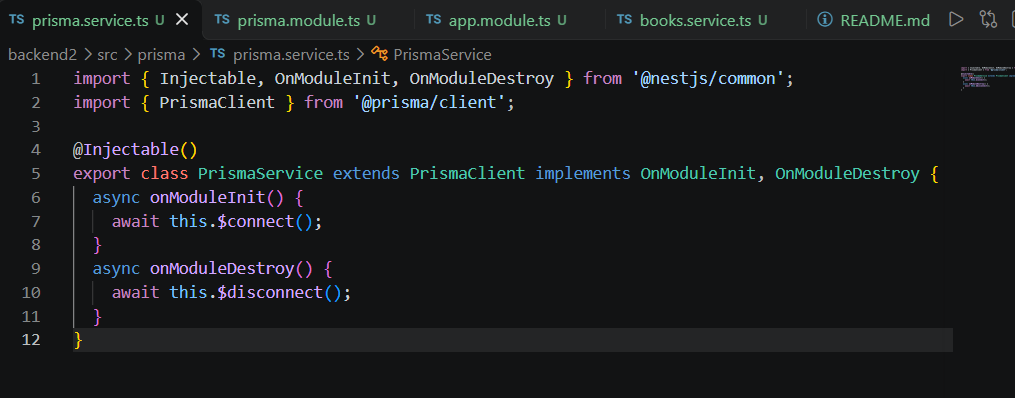 TS prisma.service.ts U TS prisma.module.ts U TS app.module.ts U TS books.service.ts U README.md
backend2 > src > prisma > TS prisma.service.ts > PrismaService
1 import { Injectable, OnModuleInit, OnModuleDestroy } from '@nestjs/common';
2 import { PrismaClient } from '@prisma/client';
3
4 @Injectable()
5 export class PrismaService extends PrismaClient implements OnModuleInit, OnModuleDestroy {
6   async onModuleInit() {
7     await this.$connect();
8   }
9   async onModuleDestroy() {
10     await this.$disconnect();
11   }
12 }